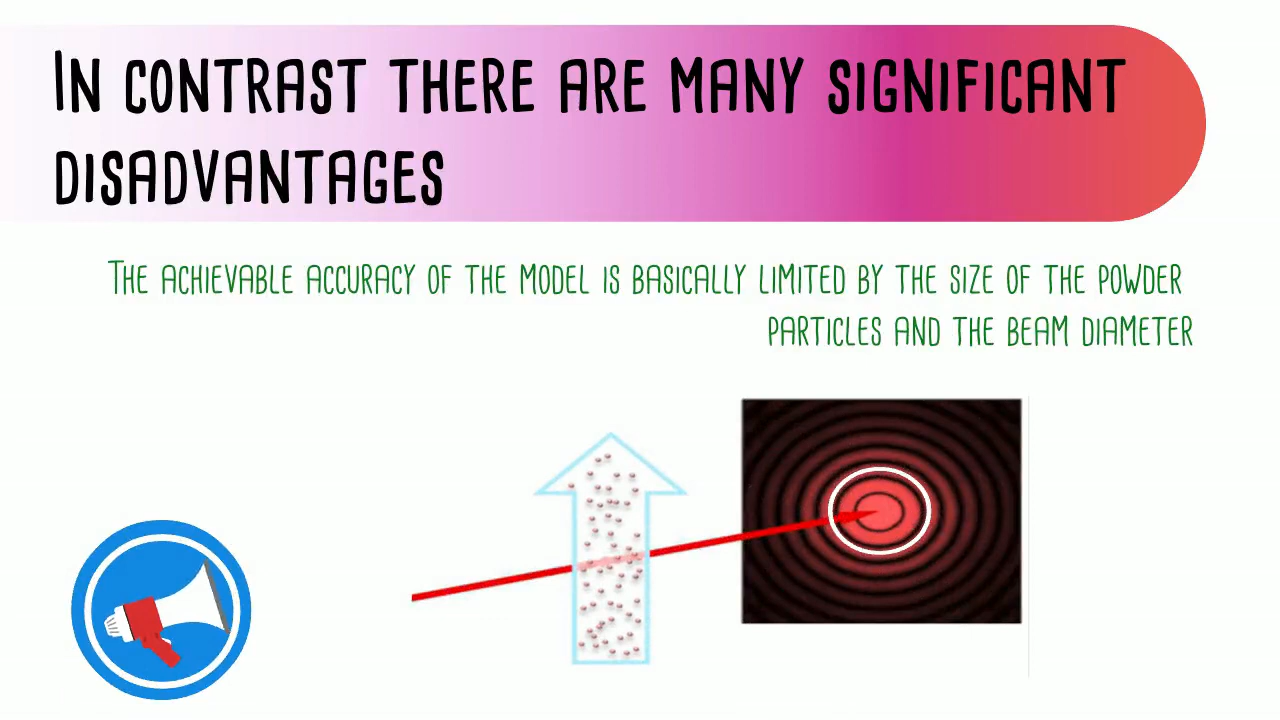 In contrast there are many significant
disadvantages
The achievable accuracy of the model is basically limited by the size of the powder
particles and the beam diameter